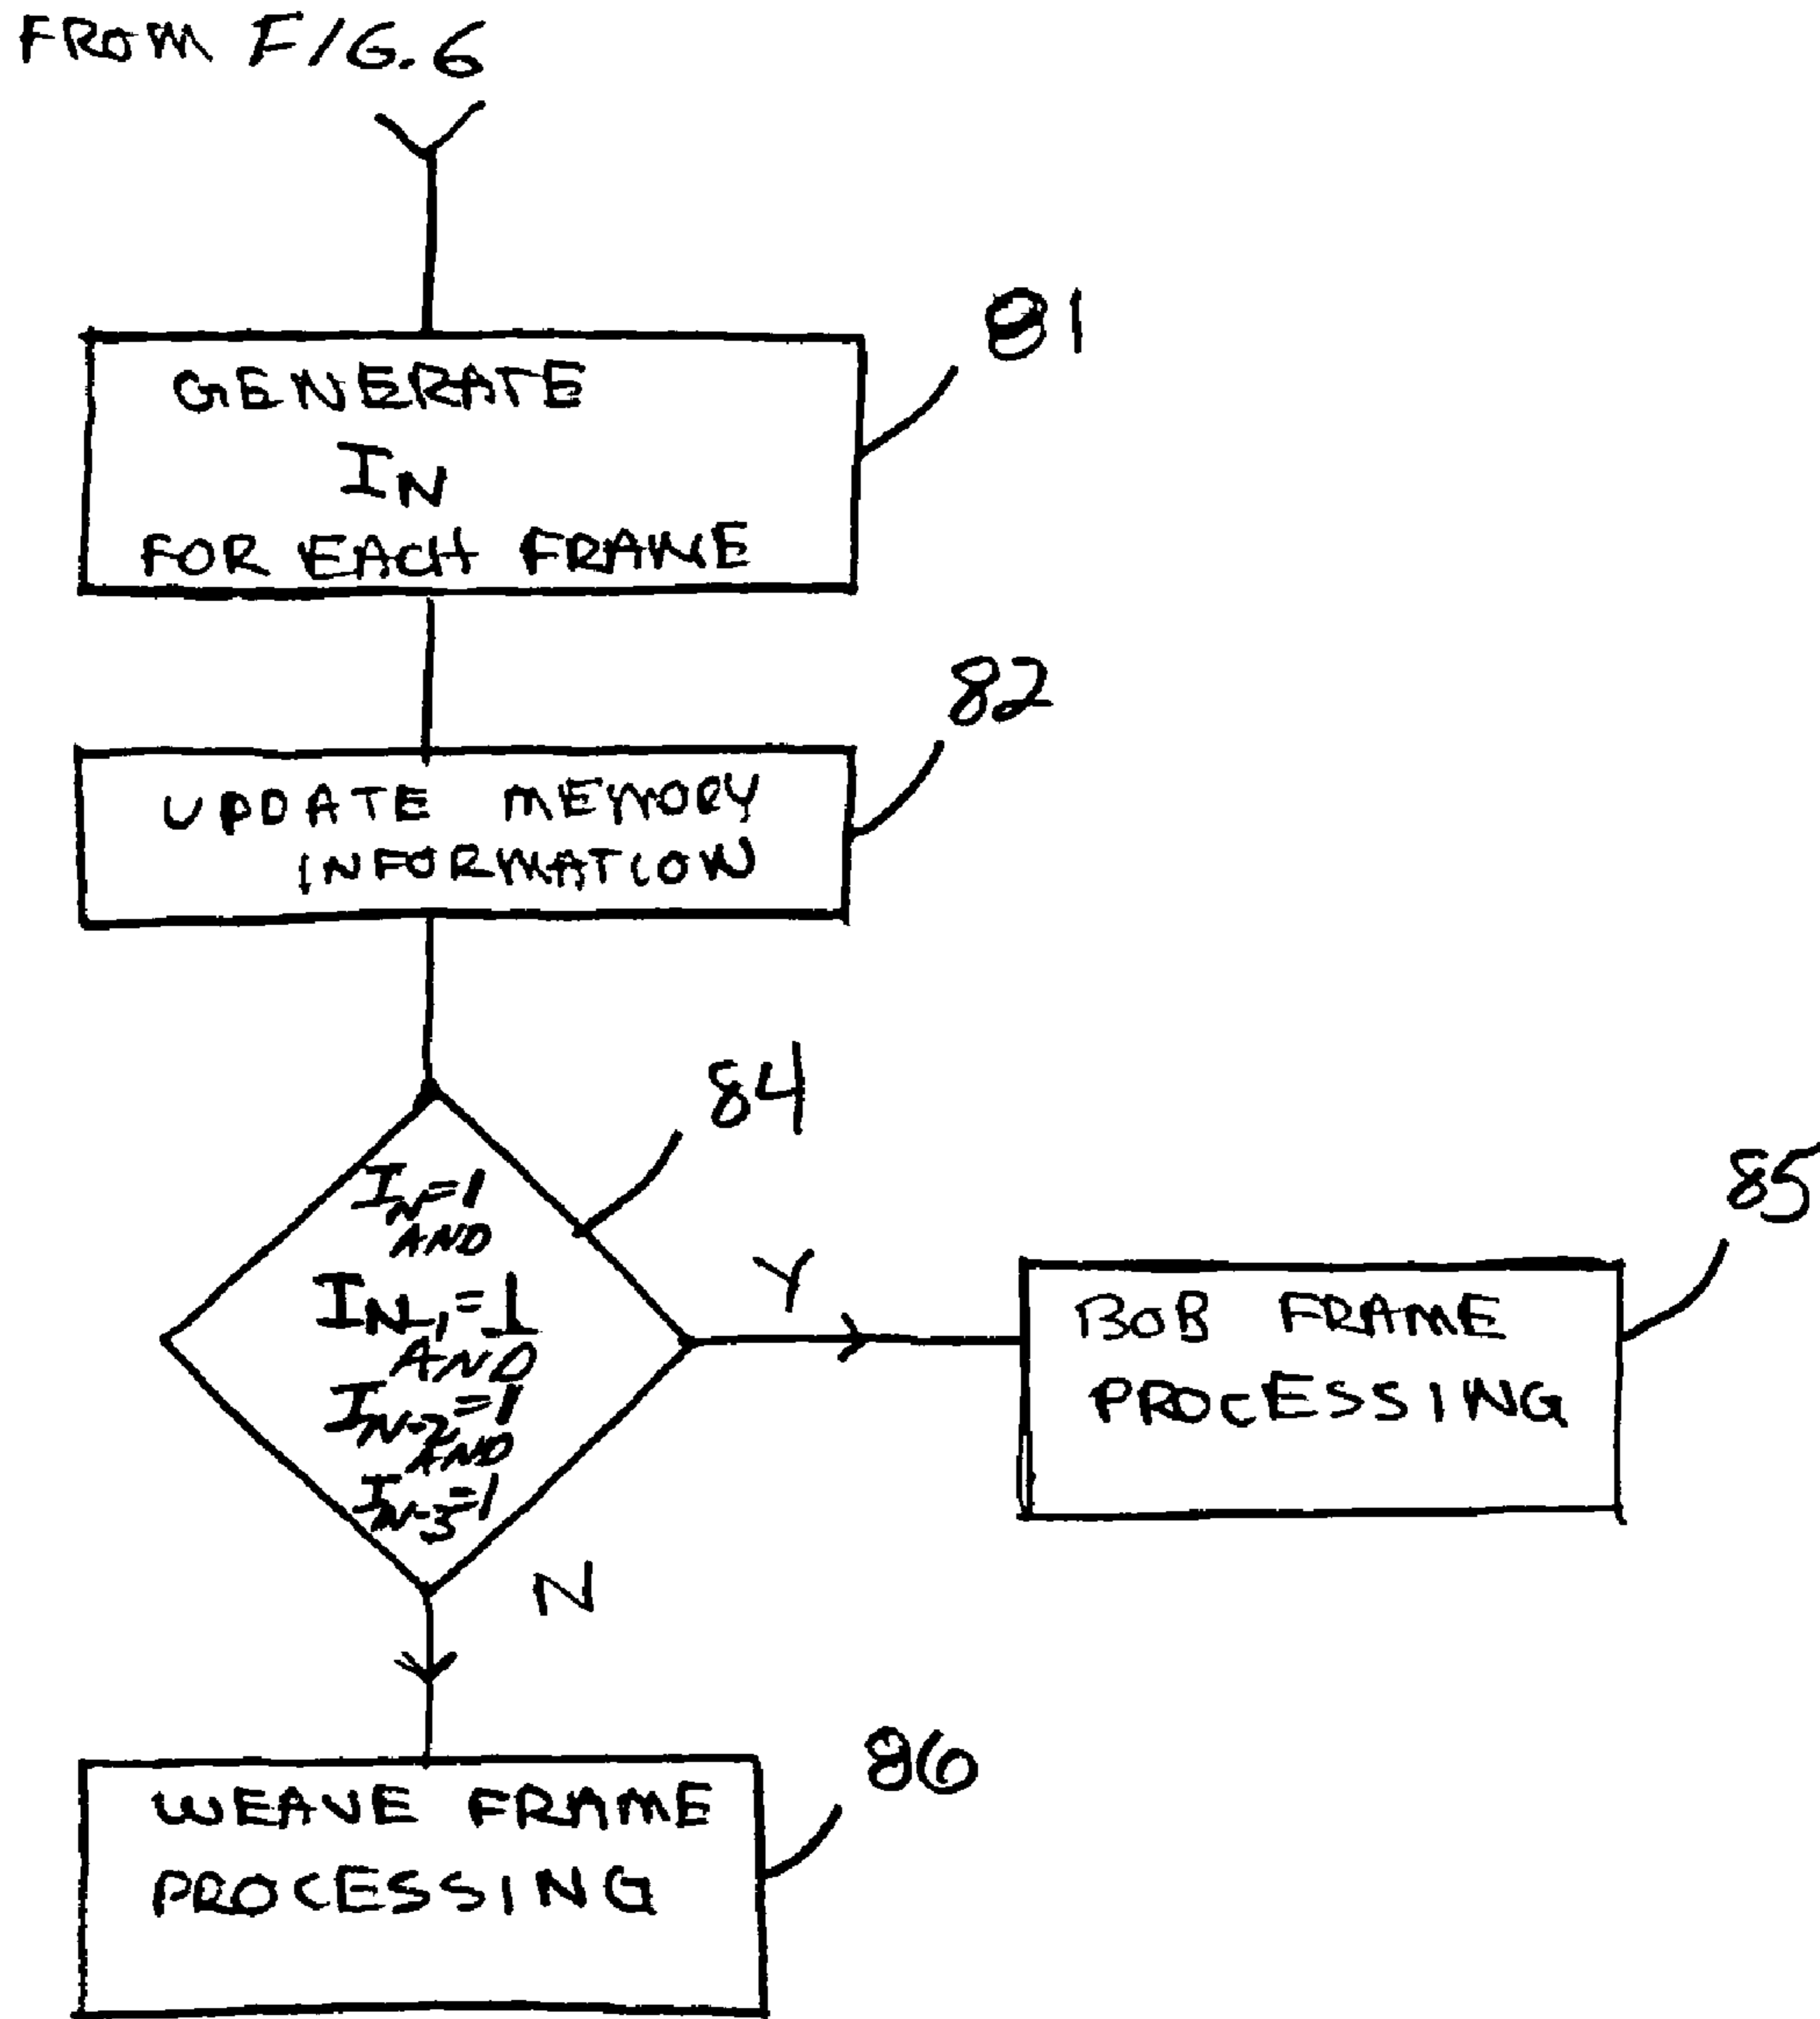 FROM FIG. 6
81
GENERATE
IN
FOR EACH FRAME
82
UPDATE MEMORY
INFORMATION
84
IN=1
AND
IN-1=1
AND
IN-2=1
AND
IN-3=1
Y
85
BOB FRAME
PROCESSING
N
86
WEAVE FRAME
PROCESSING